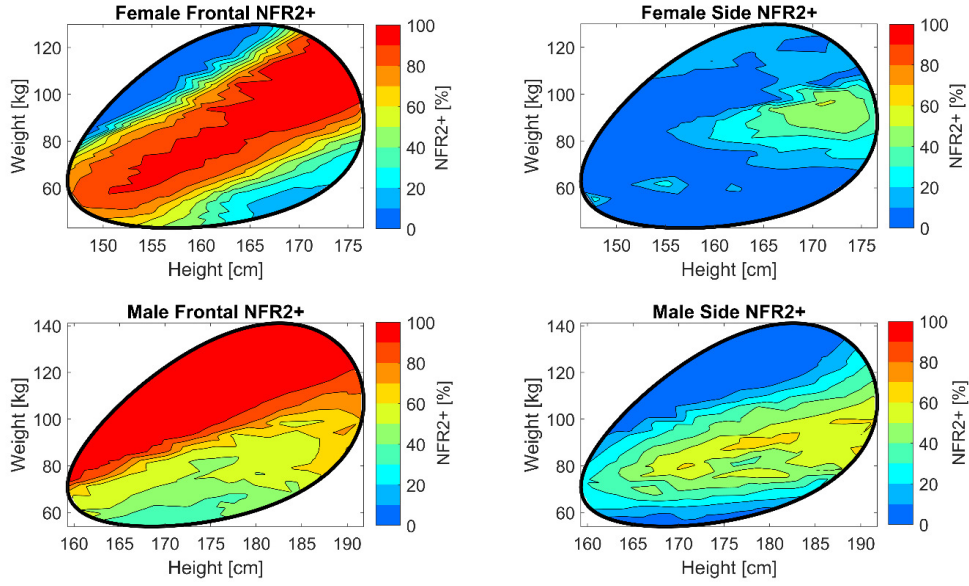 Female Frontal NFR2+
120
100
80
60
Weight [kg]
150 155 160 165 170 175
Height [cm]
100
80
60
40
20
0
NFR2+ [%]
Female Side NFR2+
120
100
80
60
Weight [kg]
150 155 160 165 170 175
Height [cm]
100
80
60
40
20
0
NFR2+ [%]
Male Frontal NFR2+
140
120
100
80
60
Weight [kg]
160 165 170 175 180 185 190
Height [cm]
100
80
60
40
20
0
NFR2+ [%]
Male Side NFR2+
140
120
100
80
60
Weight [kg]
160 165 170 175 180 185 190
Height [cm]
100
80
60
40
20
0
NFR2+ [%]